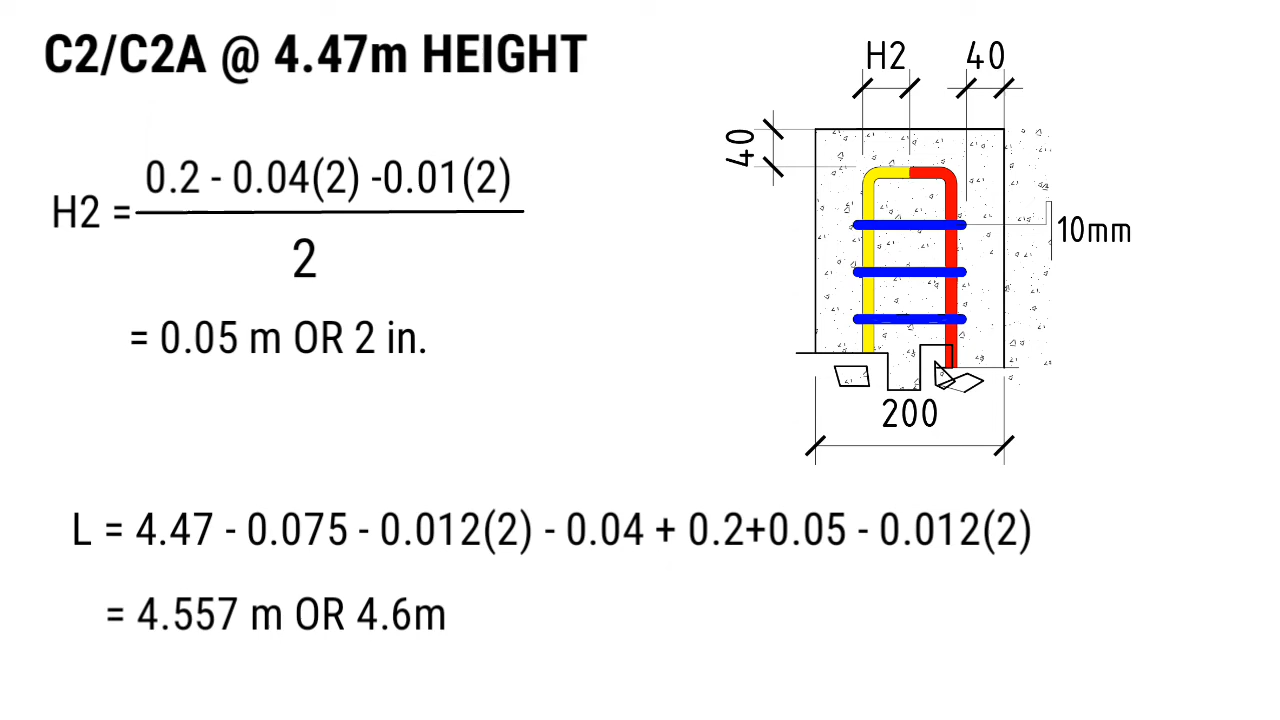 C2/C2A @ 4.47m HEIGHT
H2 = 0.2 - 0.04(2) -0.01(2)
2
= 0.05 m OR 2 in.
H2
40
40
10mm
200
L = 4.47 - 0.075 - 0.012(2) - 0.04 + 0.2+0.05 - 0.012(2)
= 4.557 m OR 4.6m